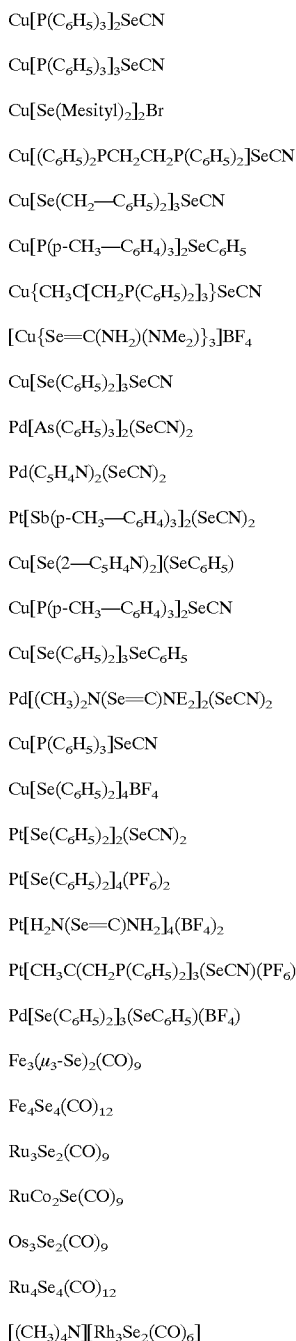 Cu[P(C₆H₅)₃]₂SeCN
Cu[P(C₆H₅)₃]₃SeCN
Cu[Se(Mesityl)₂]₂Br
Cu[(C₆H₅)₂PCH₂CH₂P(C₆H₅)₂]SeCN
Cu[Se(CH₂—C₆H₅)₂]₃SeCN
Cu[P(p-CH₃—C₆H₄)₃]₂SeC₆H₅
Cu{CH₃C[CH₂P(C₆H₅)₂]₃}SeCN
[Cu{Se═C(NH₂)(NMe₂)}₃]BF₄
Cu[Se(C₆H₅)₂]₃SeCN
Pd[As(C₆H₅)₃]₂(SeCN)₂
Pd(C₅H₄N)₂(SeCN)₂
Pt[Sb(p-CH₃—C₆H₄)₃]₂(SeCN)₂
Cu[Se(2—C₅H₄N)₂](SeC₆H₅)
Cu[P(p-CH₃—C₆H₄)₃]₂SeCN
Cu[Se(C₆H₅)₂]₃SeC₆H₅
Pd[(CH₃)₂N(Se═C)NE₂]₂(SeCN)₂
Cu[P(C₆H₅)₃]SeCN
Cu[Se(C₆H₅)₂]₄BF₄
Pt[Se(C₆H₅)₂]₂(SeCN)₂
Pt[Se(C₆H₅)₂]₄(PF₆)₂
Pt[H₂N(Se═C)NH₂]₄(BF₄)₂
Pt[CH₃C(CH₂P(C₆H₅)₂]₃(SeCN)(PF₆)
Pd[Se(C₆H₅)₂]₃(SeC₆H₅)(BF₄)
Fe₃(μ₃-Se)₂(CO)₉
Fe₄Se₄(CO)₁₂
Ru₃Se₂(CO)₉
RuCo₂Se(CO)₉
Os₃Se₂(CO)₉
Ru₄Se₄(CO)₁₂
[(CH₃)₄N][Rh₃Se₂(CO)₆]